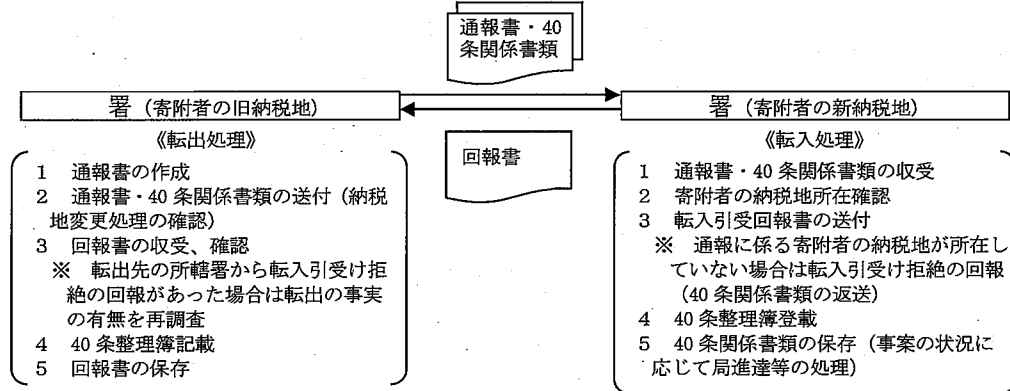 通報書・40
条関係書類
署（寄附者の旧納税地）
署（寄附者の新納税地）
回報書
《転出処理》
1　通報書の作成
2　通報書・40条関係書類の送付（納税
地変更処理の確認）
3　回報書の収受、確認
※　転出先の所轄署から転入引受け拒
絶の回報があった場合は転出の事実
の有無を再調査
4　40条整理簿記載
5　回報書の保存
《転入処理》
1　通報書・40条関係書類の収受
2　寄附者の納税地所在確認
3　転入引受回報書の送付
※　通報に係る寄附者の納税地が所在し
ていない場合は転入引受け拒絶の回報
（40条関係書類の返送）
4　40条整理簿登載
5　40条関係書類の保存（事案の状況に
応じて局進達等の処理）